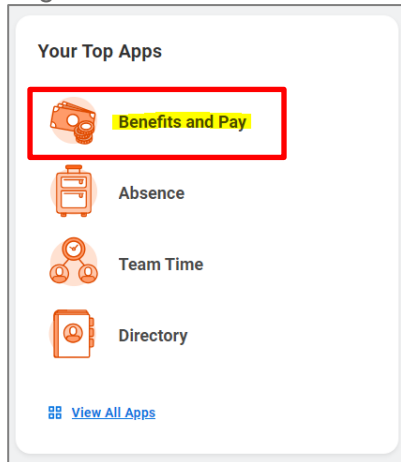 Your Top Apps
Benefits and Pay
Absence
Team Time
Directory
View All Apps